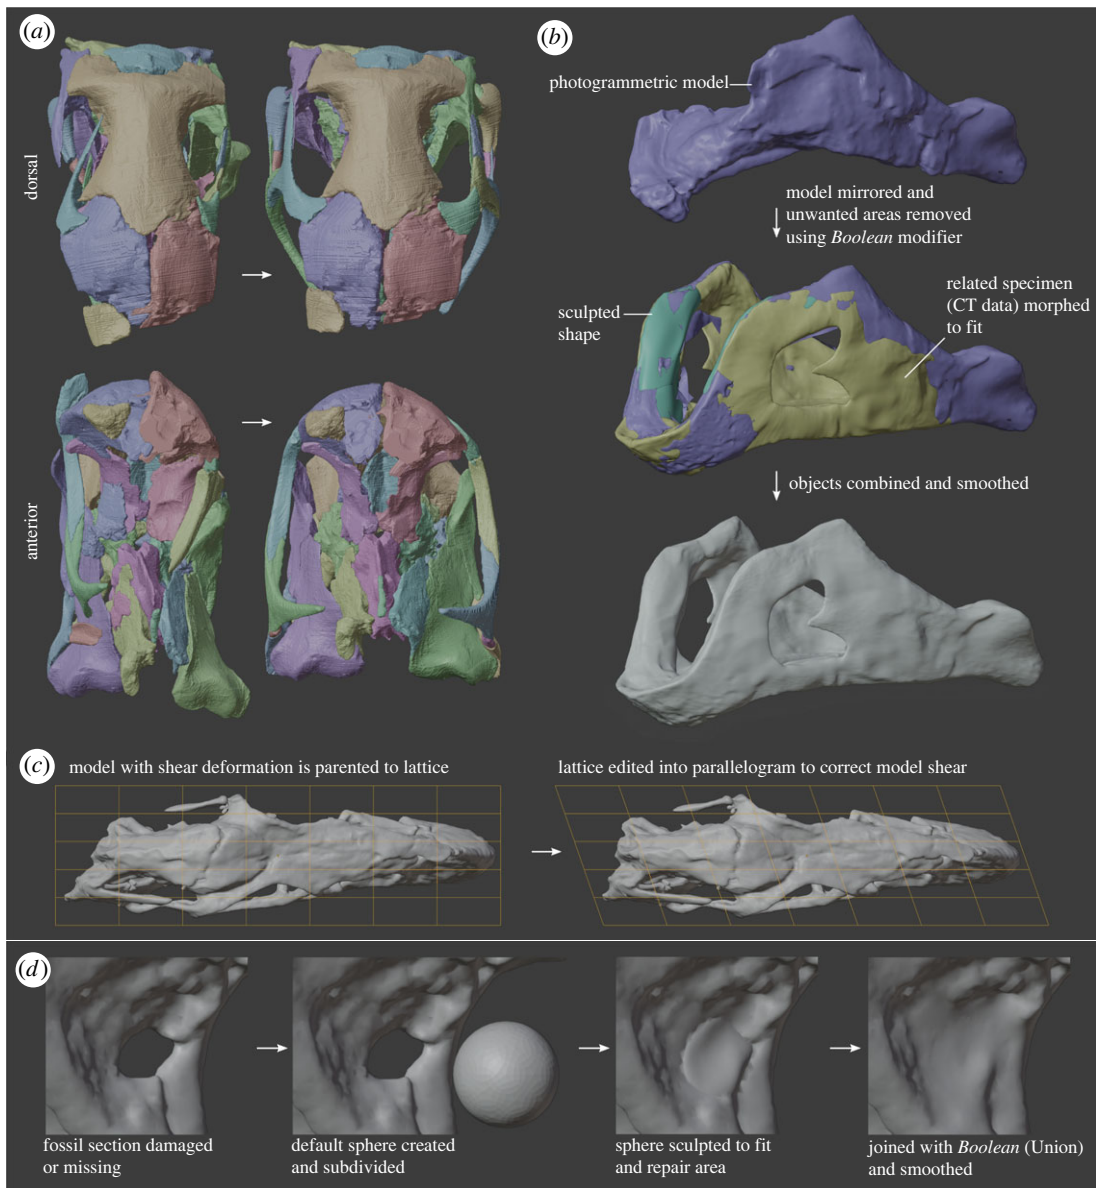 (a)
dorsal
anterior
(b)
photogrammetric model
model mirrored and
unwanted areas removed
using Boolean modifier
sculpted
shape
related specimen
(CT data) morphed
to fit
objects combined and smoothed
(c)
model with shear deformation is parented to lattice
lattice edited into parallelogram to correct model shear
(d)
fossil section damaged
or missing
default sphere created
and subdivided
sphere sculpted to fit
and repair area
joined with Boolean (Union)
and smoothed